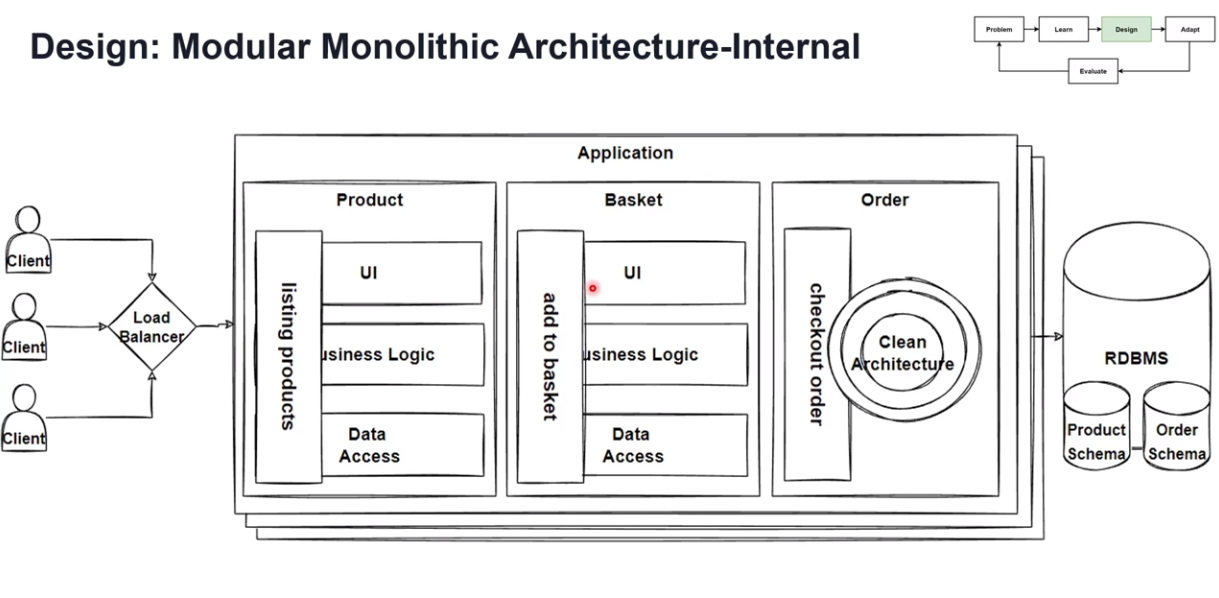 Design: Modular Monolithic Architecture-Internal
Problem
Learn
Design
Adapt
Evaluate
Application
Product
Basket
Order
Client
Client
Client
Load
Balancer
listing products
UI
usiness Logic
Data
Access
add to basket
UI
usiness Logic
Data
Access
checkout order
Clean
Architecture
RDBMS
Product
Schema
Order
Schema